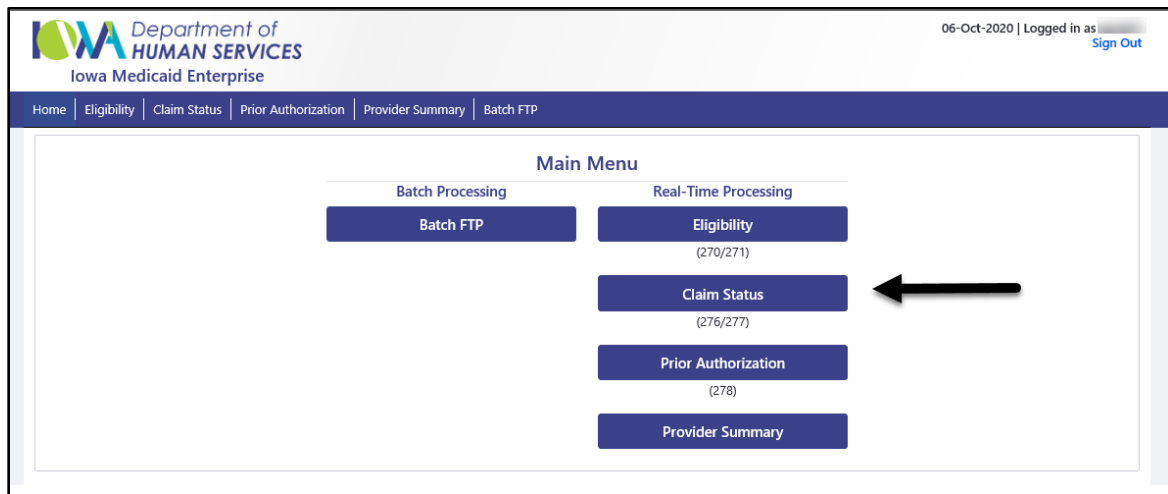 IOWA Department of
HUMAN SERVICES
Iowa Medicaid Enterprise
06-Oct-2020 | Logged in as
Sign Out
Home | Eligibility | Claim Status | Prior Authorization | Provider Summary | Batch FTP
Main Menu
Batch Processing
Real-Time Processing
Batch FTP
Eligibility
(270/271)
Claim Status
(276/277)
Prior Authorization
(278)
Provider Summary